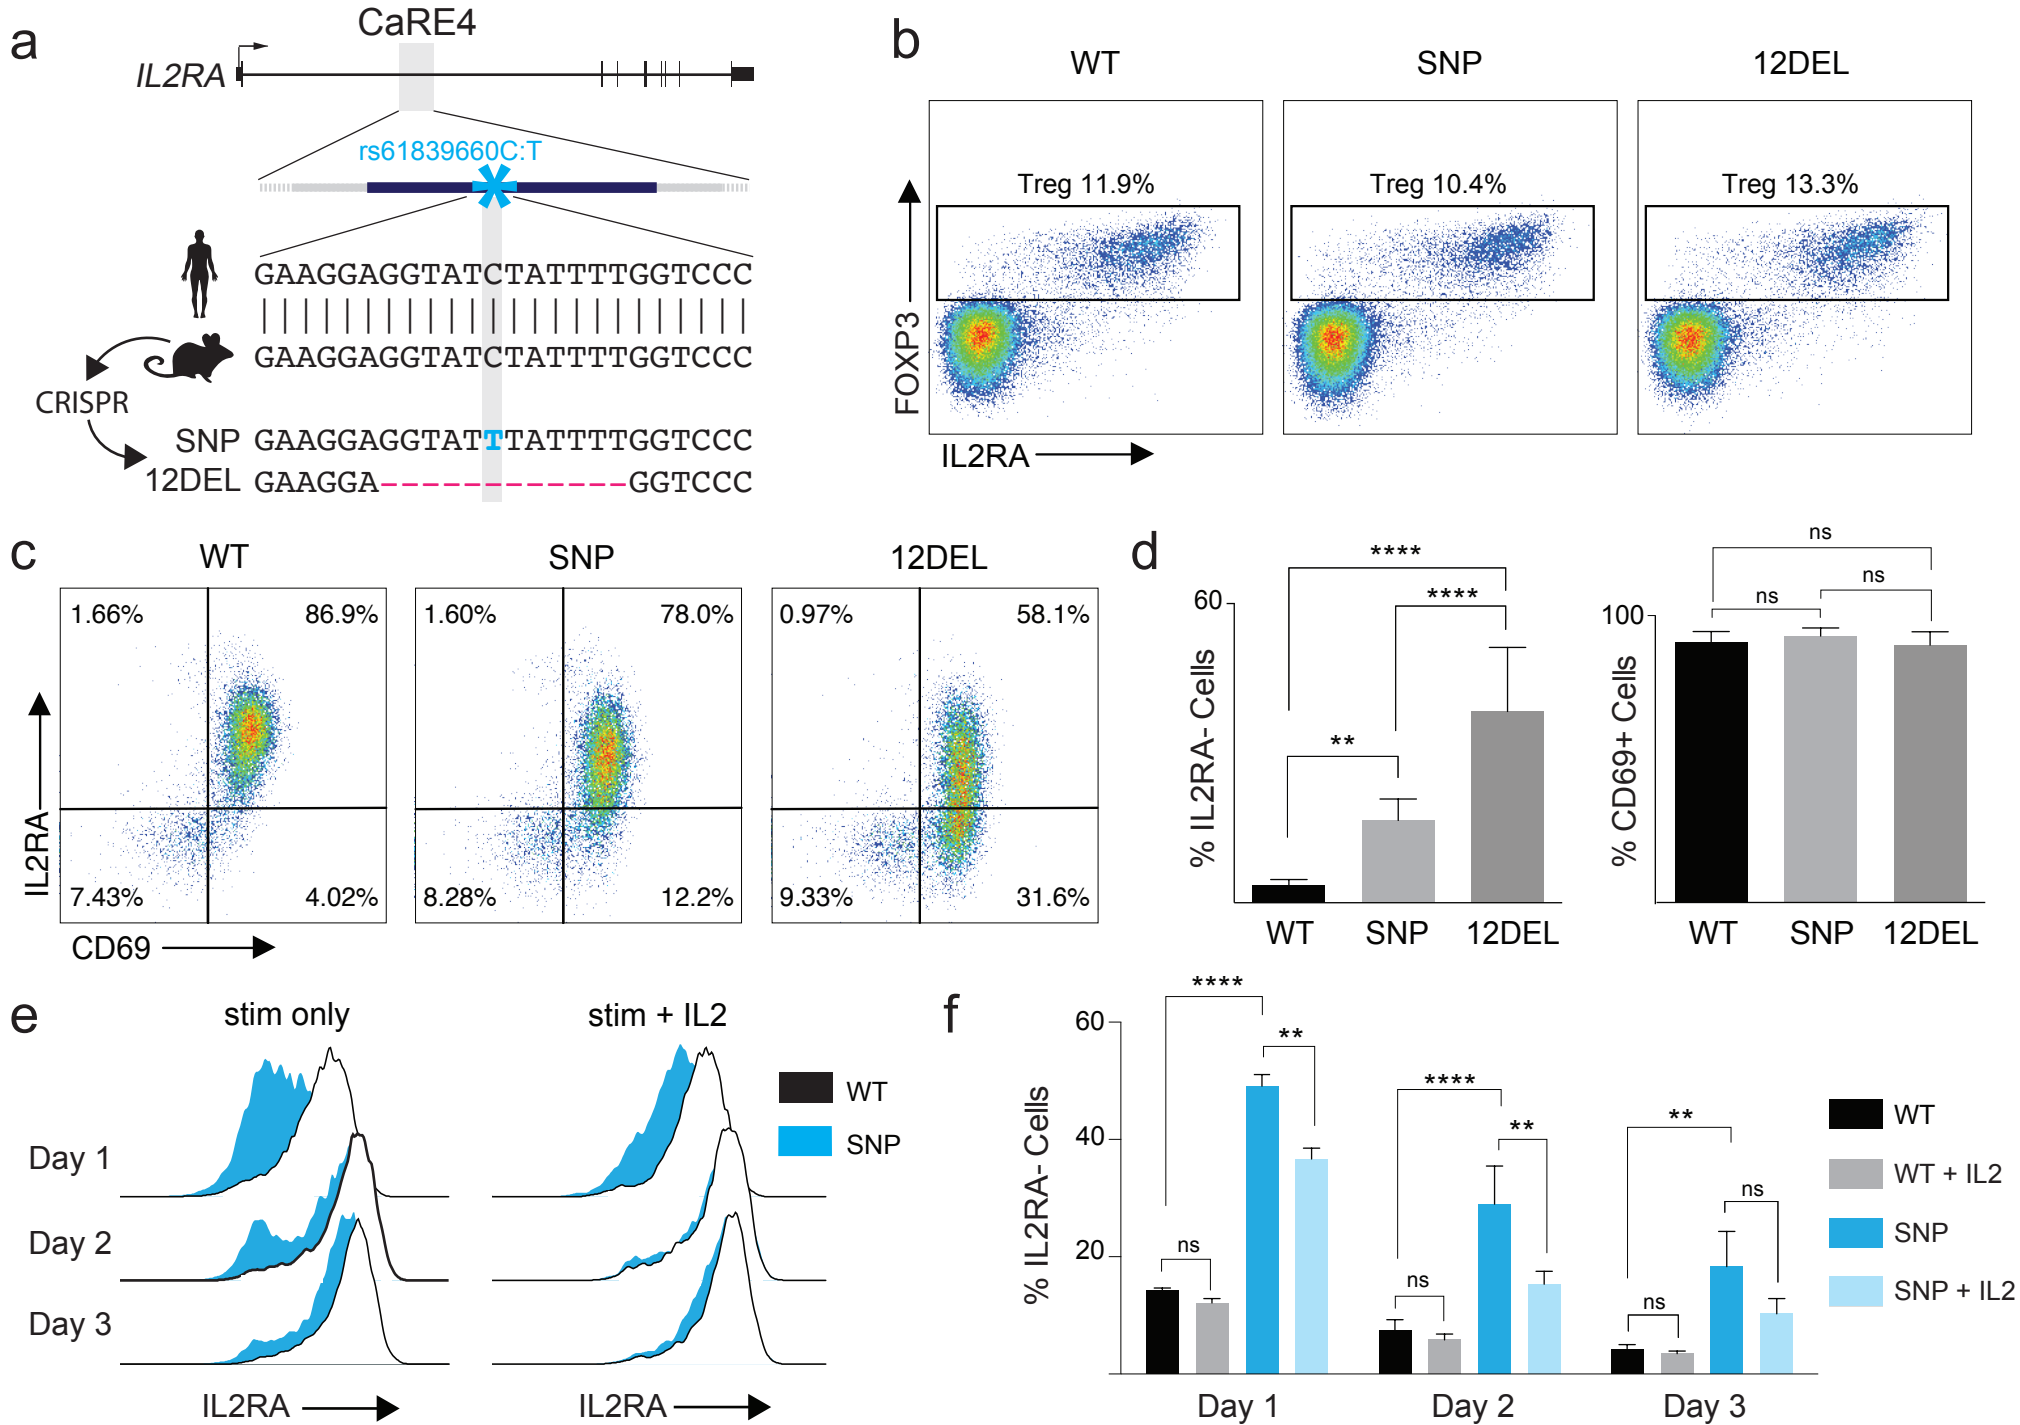 a
CaRE4
IL2RA
rs61839660C:T
GAAGGAGGTATCTATTTTGGTCCC
GAAGGAGGTATCTATTTTGGTCCC
CRISPR
SNP GAAGGAGGTATTTATTTTGGTCCC
12DEL GAAGGA------------GGTCCC
b
WT SNP 12DEL
Treg 11.9% Treg 10.4% Treg 13.3%
FOXP3
IL2RA
c
WT SNP 12DEL
1.66% 86.9% 1.60% 78.0% 0.97% 58.1%
7.43% 4.02% 8.28% 12.2% 9.33% 31.6%
IL2RA
CD69
d
**** ns
**** ns ns
**
60
% IL2RA- Cells
WT SNP 12DEL
100
% CD69+ Cells
WT SNP 12DEL
e
stim only stim + IL2
WT
SNP
Day 1
Day 2
Day 3
IL2RA IL2RA
f
60
40
20
% IL2RA- Cells
**** ** ns
**** ** ns
** ns ns
Day 1 Day 2 Day 3
WT
WT + IL2
SNP
SNP + IL2